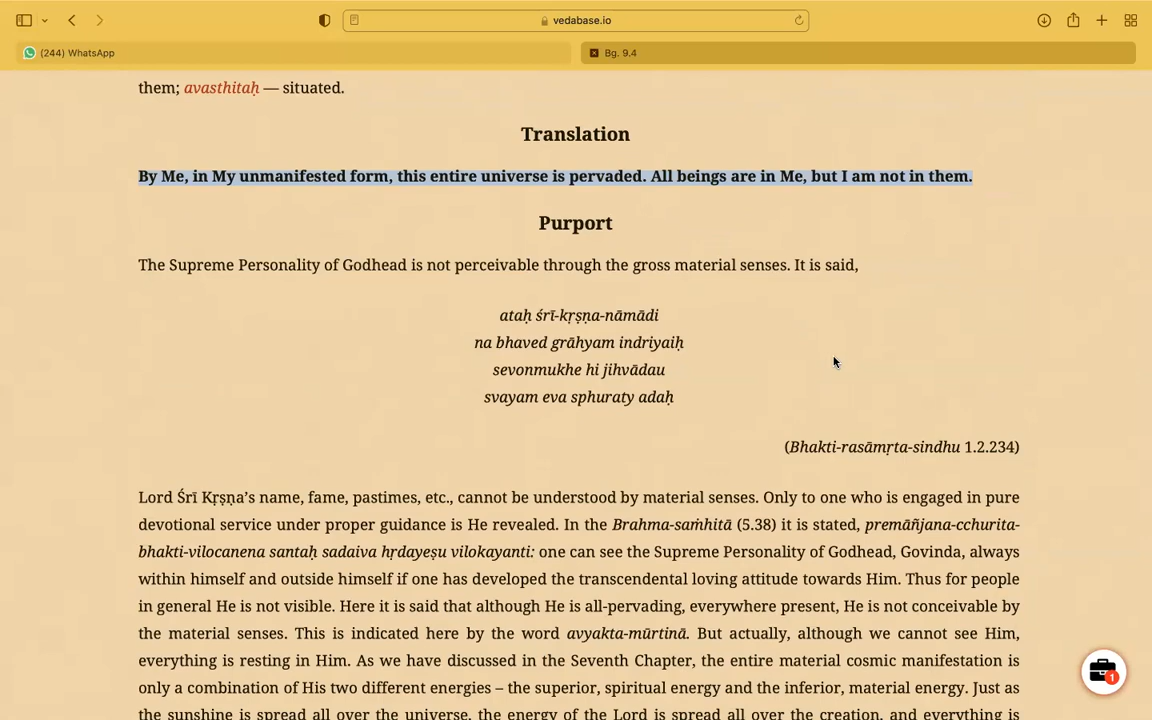 vedabase.io
(244) WhatsApp
Bg. 9.4
them; avasthitaḥ — situated.
Translation
By Me, in My unmanifested form, this entire universe is pervaded. All beings are in Me, but I am not in them.
Purport
The Supreme Personality of Godhead is not perceivable through the gross material senses. It is said,
ataḥ śrī-kṛṣṇa-nāmādi
na bhaved grāhyam indriyaiḥ
sevonmukhe hi jihvādau
svayam eva sphuraty adaḥ
(Bhakti-rasāmṛta-sindhu 1.2.234)
Lord Śrī Kṛṣṇa’s name, fame, pastimes, etc., cannot be understood by material senses. Only to one who is engaged in pure
devotional service under proper guidance is He revealed. In the Brahma-saṁhitā (5.38) it is stated, premāñjana-cchurita-
bhakti-vilocanena santaḥ sadaiva hṛdayeṣu vilokayanti: one can see the Supreme Personality of Godhead, Govinda, always
within himself and outside himself if one has developed the transcendental loving attitude towards Him. Thus for people
in general He is not visible. Here it is said that although He is all-pervading, everywhere present, He is not conceivable by
the material senses. This is indicated here by the word avyakta-mūrtinā. But actually, although we cannot see Him,
everything is resting in Him. As we have discussed in the Seventh Chapter, the entire material cosmic manifestation is
only a combination of His two different energies – the superior, spiritual energy and the inferior, material energy. Just as
the sunshine is spread all over the universe, the energy of the Lord is spread all over the creation, and everything is
1